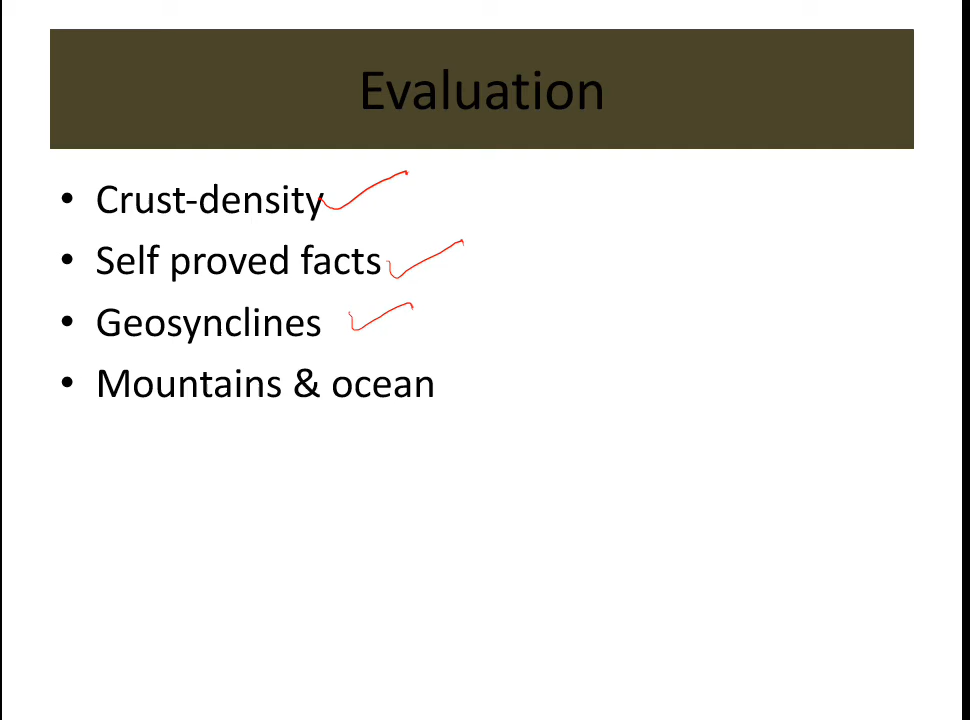 Evaluation
• Crust-density
• Self proved facts
• Geosynclines
• Mountains & ocean